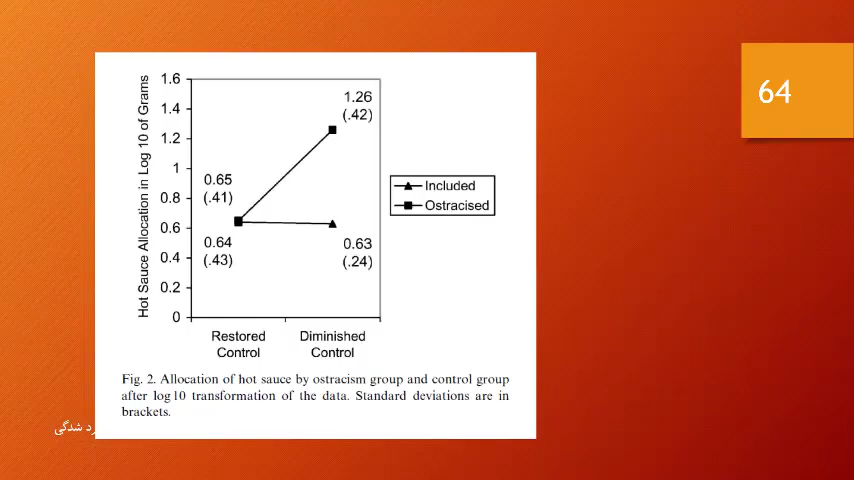 64
Hot Sauce Allocation in Log 10 of Grams
1.6
1.4
1.2
1
0.8
0.6
0.4
0.2
0
1.26
(.42)
0.65
(.41)
0.64
(.43)
0.63
(.24)
Included
Ostracised
Restored
Control
Diminished
Control
Fig. 2. Allocation of hot sauce by ostracism group and control group
after log 10 transformation of the data. Standard deviations are in
brackets.
شدگی